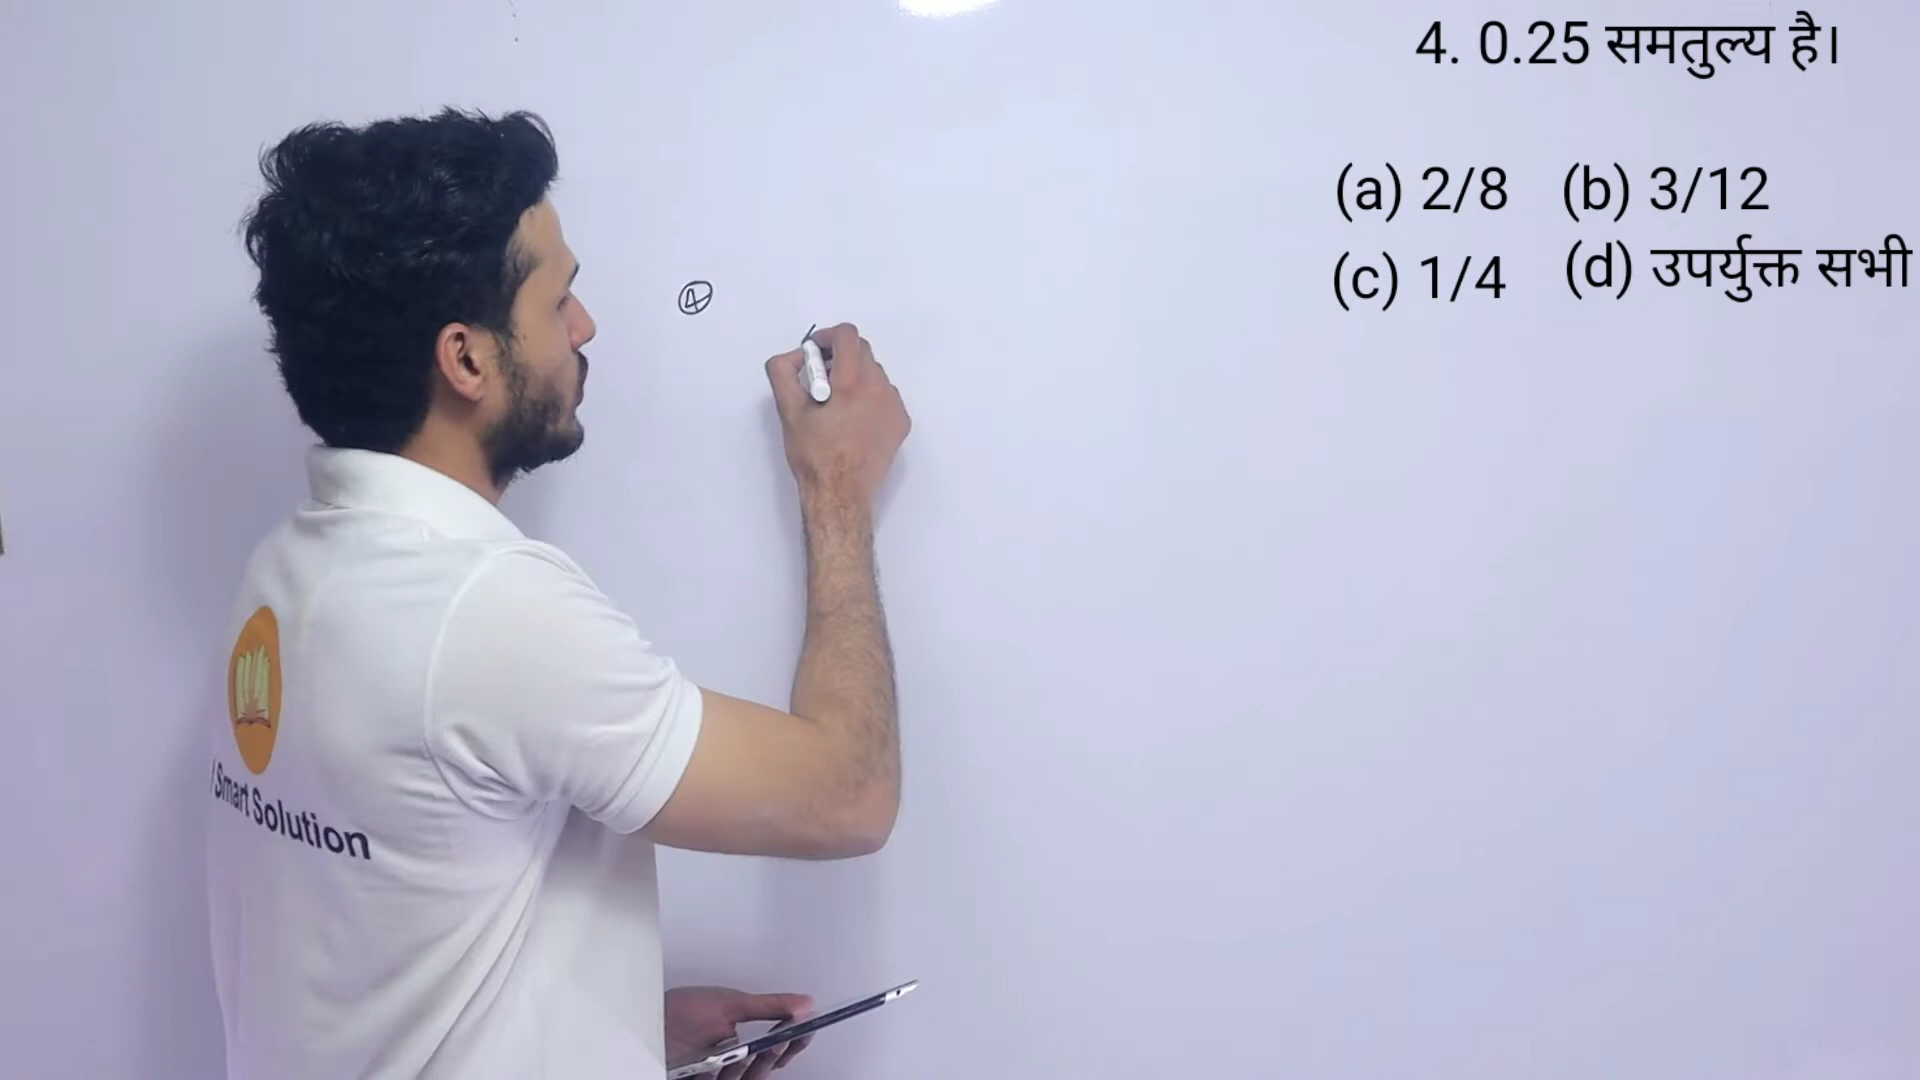 4. 0.25 समतुल्य है।
(a) 2/8 (b) 3/12
(c) 1/4 (d) उपर्युक्त सभी
4
Smart Solution